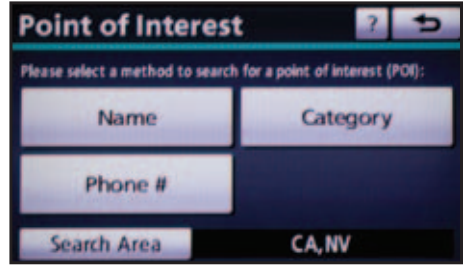 Point of Interest ?
Please select a method to search for a point of interest (POI):
Name Category
Phone #
Search Area CA,NV